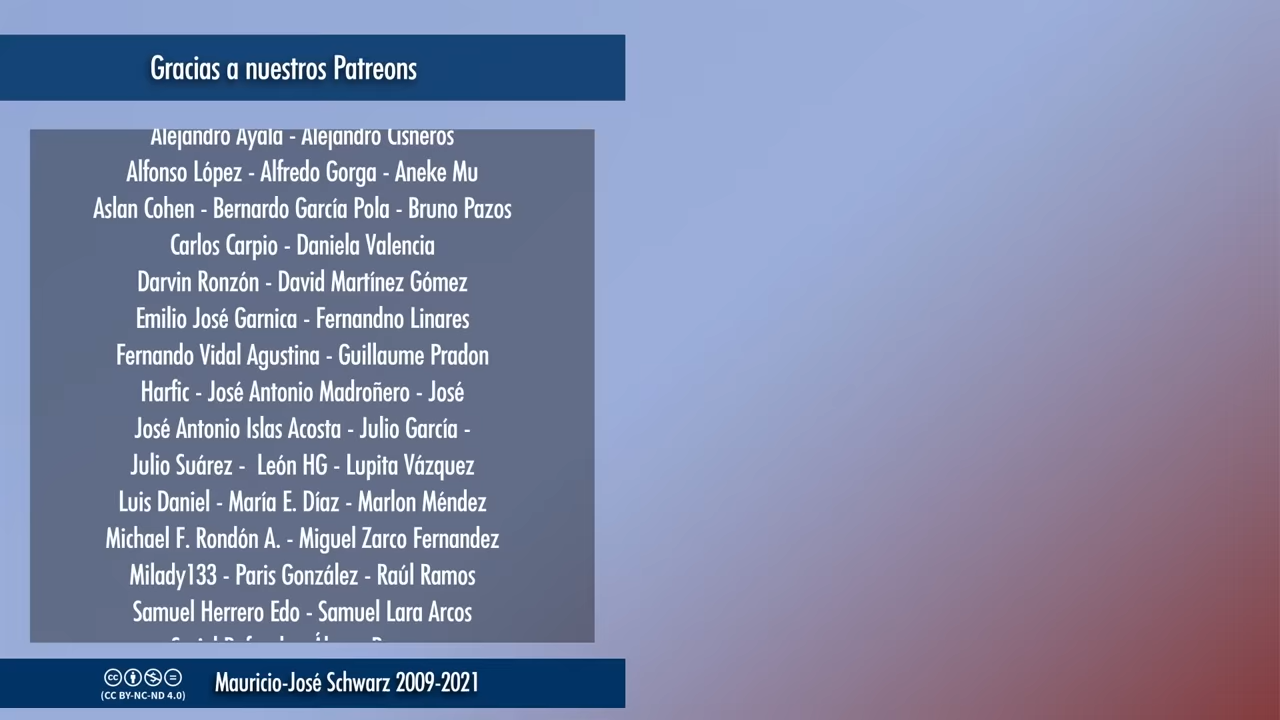 Gracias a nuestros Patreons
Alejandro Ayala - Alejandro Cisneros
Alfonso López - Alfredo Gorga - Aneke Mu
Aslan Cohen - Bernardo García Pola - Bruno Pazos
Carlos Carpio - Daniela Valencia
Darvin Ronzón - David Martínez Gómez
Emilio José Garnica - Fernandno Linares
Fernando Vidal Agustina - Guillaume Pradon
Harfic - José Antonio Madroñero - José
José Antonio Islas Acosta - Julio García -
Julio Suárez -  León HG - Lupita Vázquez
Luis Daniel - María E. Díaz - Marlon Méndez
Michael F. Rondón A. - Miguel Zarco Fernandez
Milady133 - Paris González - Raúl Ramos
Samuel Herrero Edo - Samuel Lara Arcos
(CC BY-NC-ND 4.0)
Mauricio-José Schwarz 2009-2021